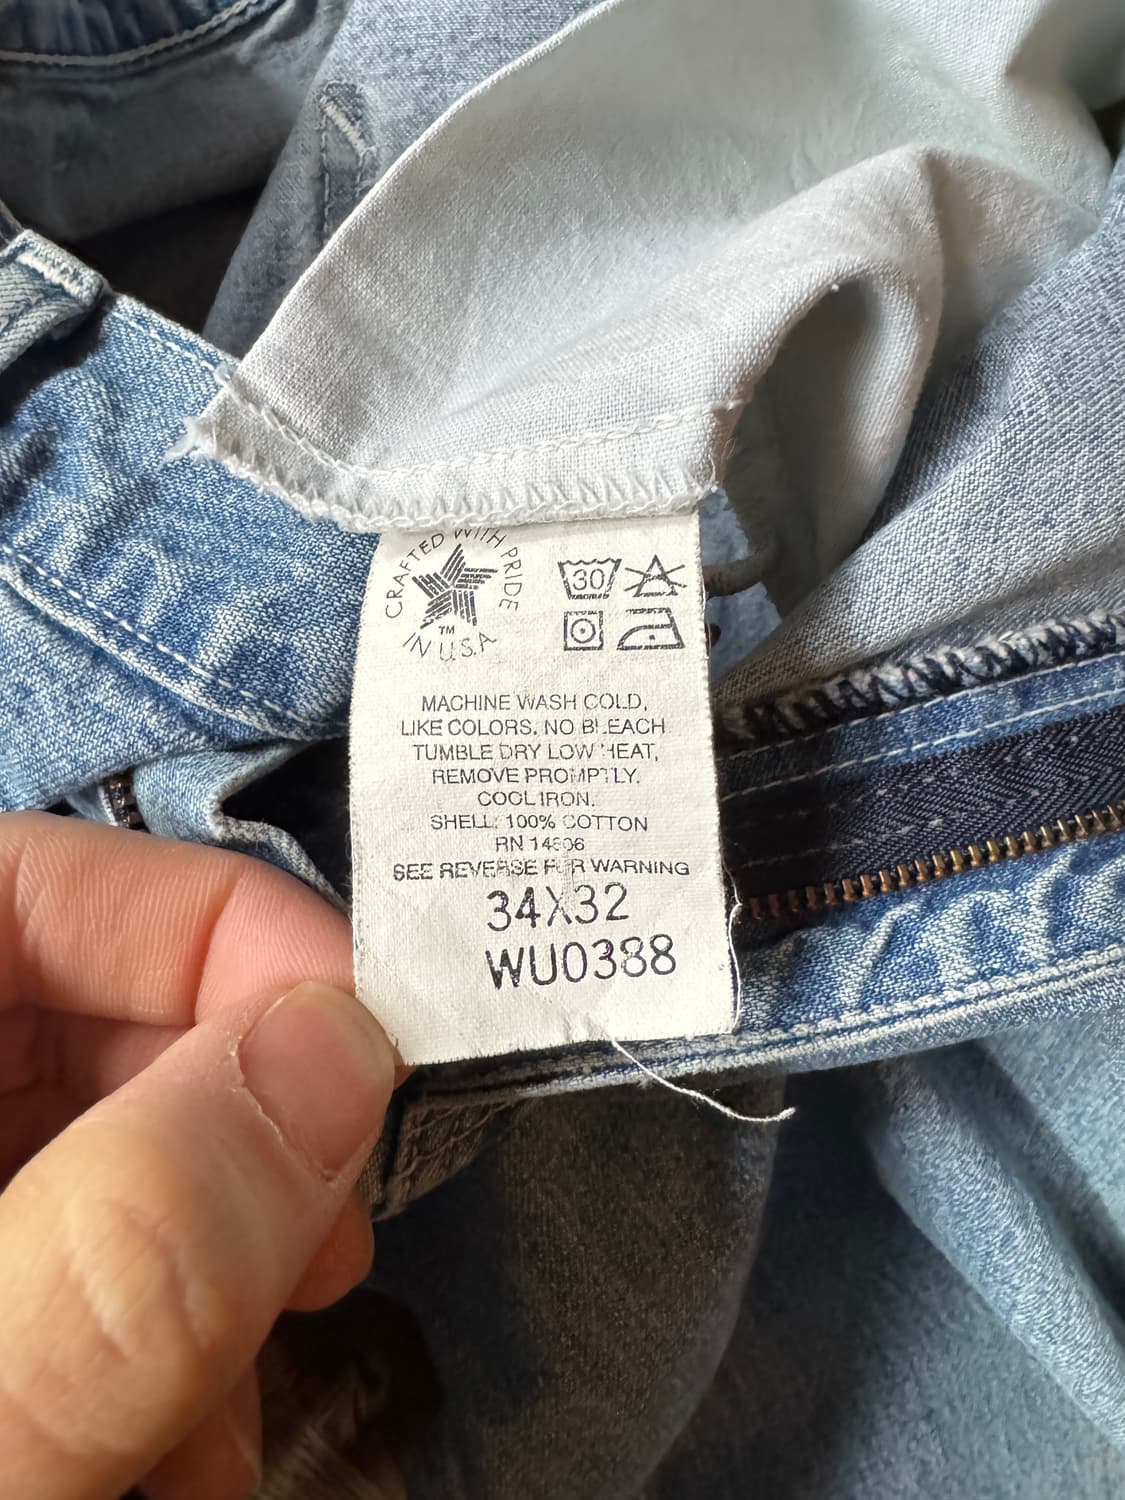 CRAFTED WITH PRIDE
IN U.S.A
TM
30
MACHINE WASH COLD,
LIKE COLORS, NO BLEACH
TUMBLE DRY LOW HEAT,
REMOVE PROMPTLY.
COOL IRON.
SHELL: 100% COTTON
RN
SEE REVERSE FOR WARNING
34X32
WU0388